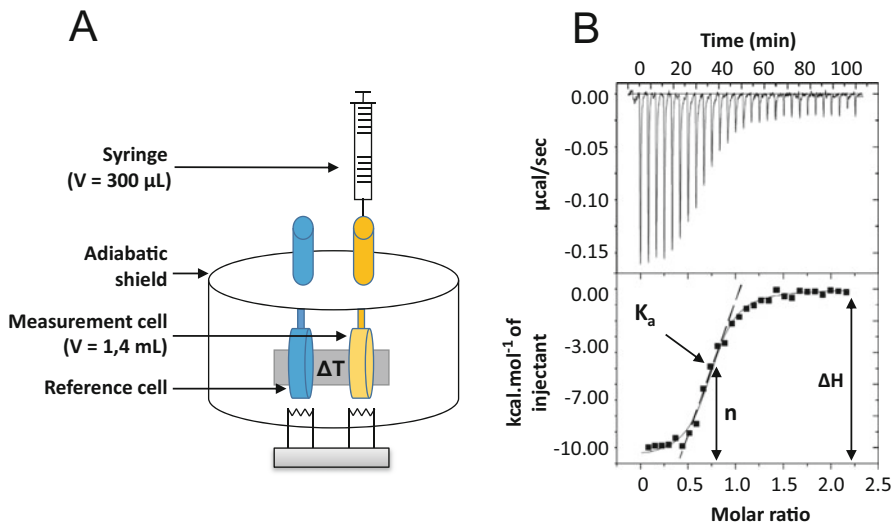 A
Syringe
(V = 300 µL)
Adiabatic
shield
Measurement cell
(V = 1,4 mL)
Reference cell
ΔT
B
Time (min)
0 20 30 40 60 80 100
0.00
-0.05
-0.10
-0.15
µcal/sec
0.00
-3.00
-7.00
-10.00
kcal.mol-1 of
injectant
Ka
n
ΔH
0 0.5 1.0 1.5 2.0 2.5
Molar ratio